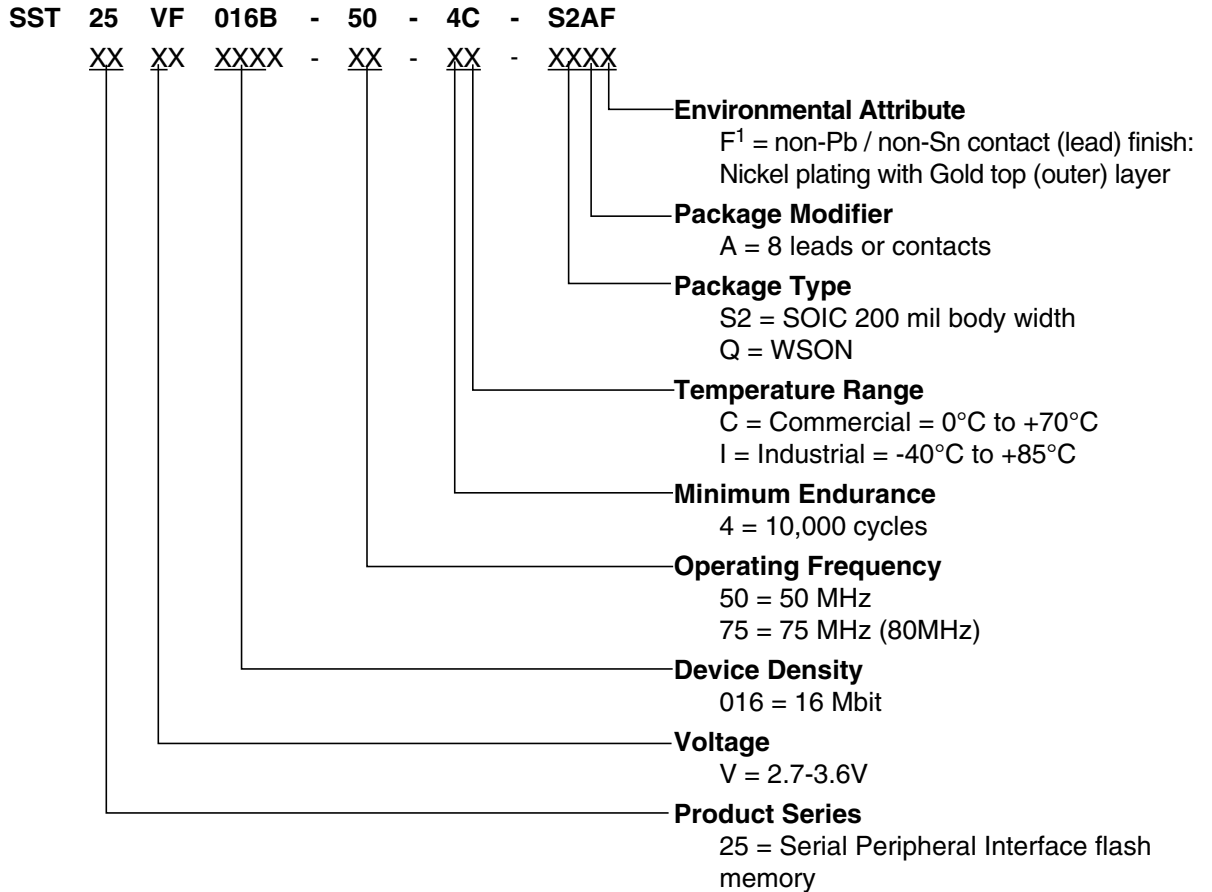 SST 25 VF 016B - 50 - 4C - S2AF
XX XX XXXX - XX - XX - XXXX
Environmental Attribute
F1 = non-Pb / non-Sn contact (lead) finish:
Nickel plating with Gold top (outer) layer
Package Modifier
A = 8 leads or contacts
Package Type
S2 = SOIC 200 mil body width
Q = WSON
Temperature Range
C = Commercial = 0°C to +70°C
I = Industrial = -40°C to +85°C
Minimum Endurance
4 = 10,000 cycles
Operating Frequency
50 = 50 MHz
75 = 75 MHz (80MHz)
Device Density
016 = 16 Mbit
Voltage
V = 2.7-3.6V
Product Series
25 = Serial Peripheral Interface flash
memory